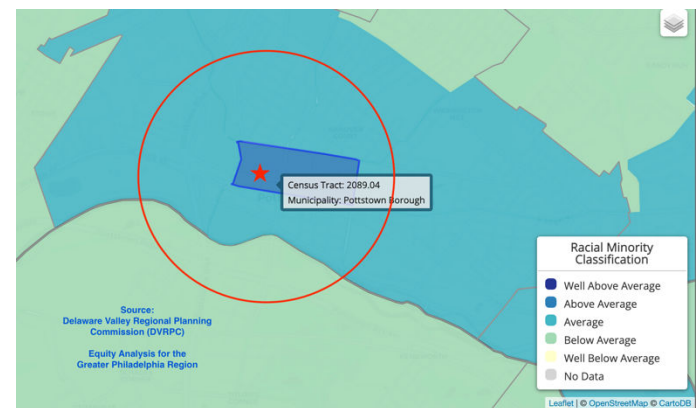 Census Tract: 2089.04
Municipality: Pottstown Borough
Racial Minority
Classification
Well Above Average
Above Average
Average
Below Average
Well Below Average
No Data
Source:
Delaware Valley Regional Planning
Commission (DVRPC)
Equity Analysis for the
Greater Philadelphia Region
Leaflet | © OpenStreetMap © CartoDB